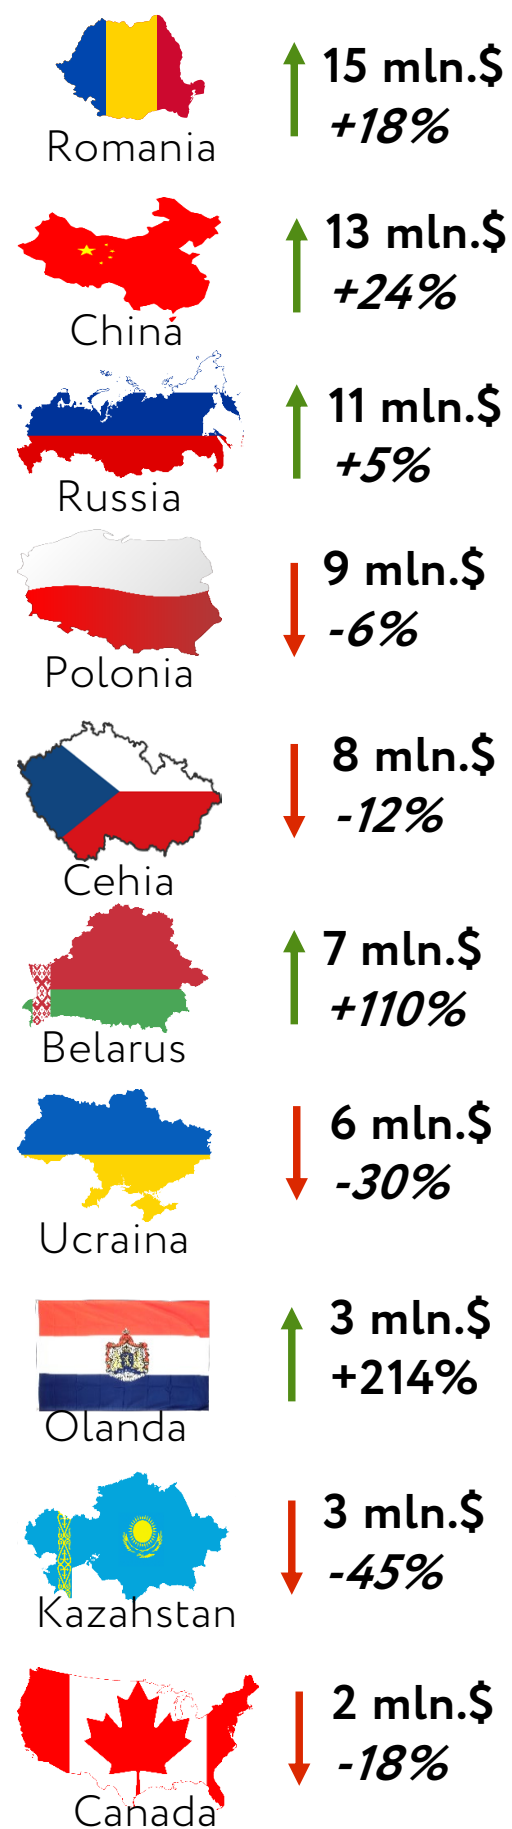 15 mln.$
+18%
Romania
13 mln.$
+24%
China
11 mln.$
+5%
Russia
9 mln.$
-6%
Polonia
8 mln.$
-12%
Cehia
7 mln.$
+110%
Belarus
6 mln.$
-30%
Ucraina
3 mln.$
+214%
Olanda
3 mln.$
-45%
Kazahstan
2 mln.$
-18%
Canada